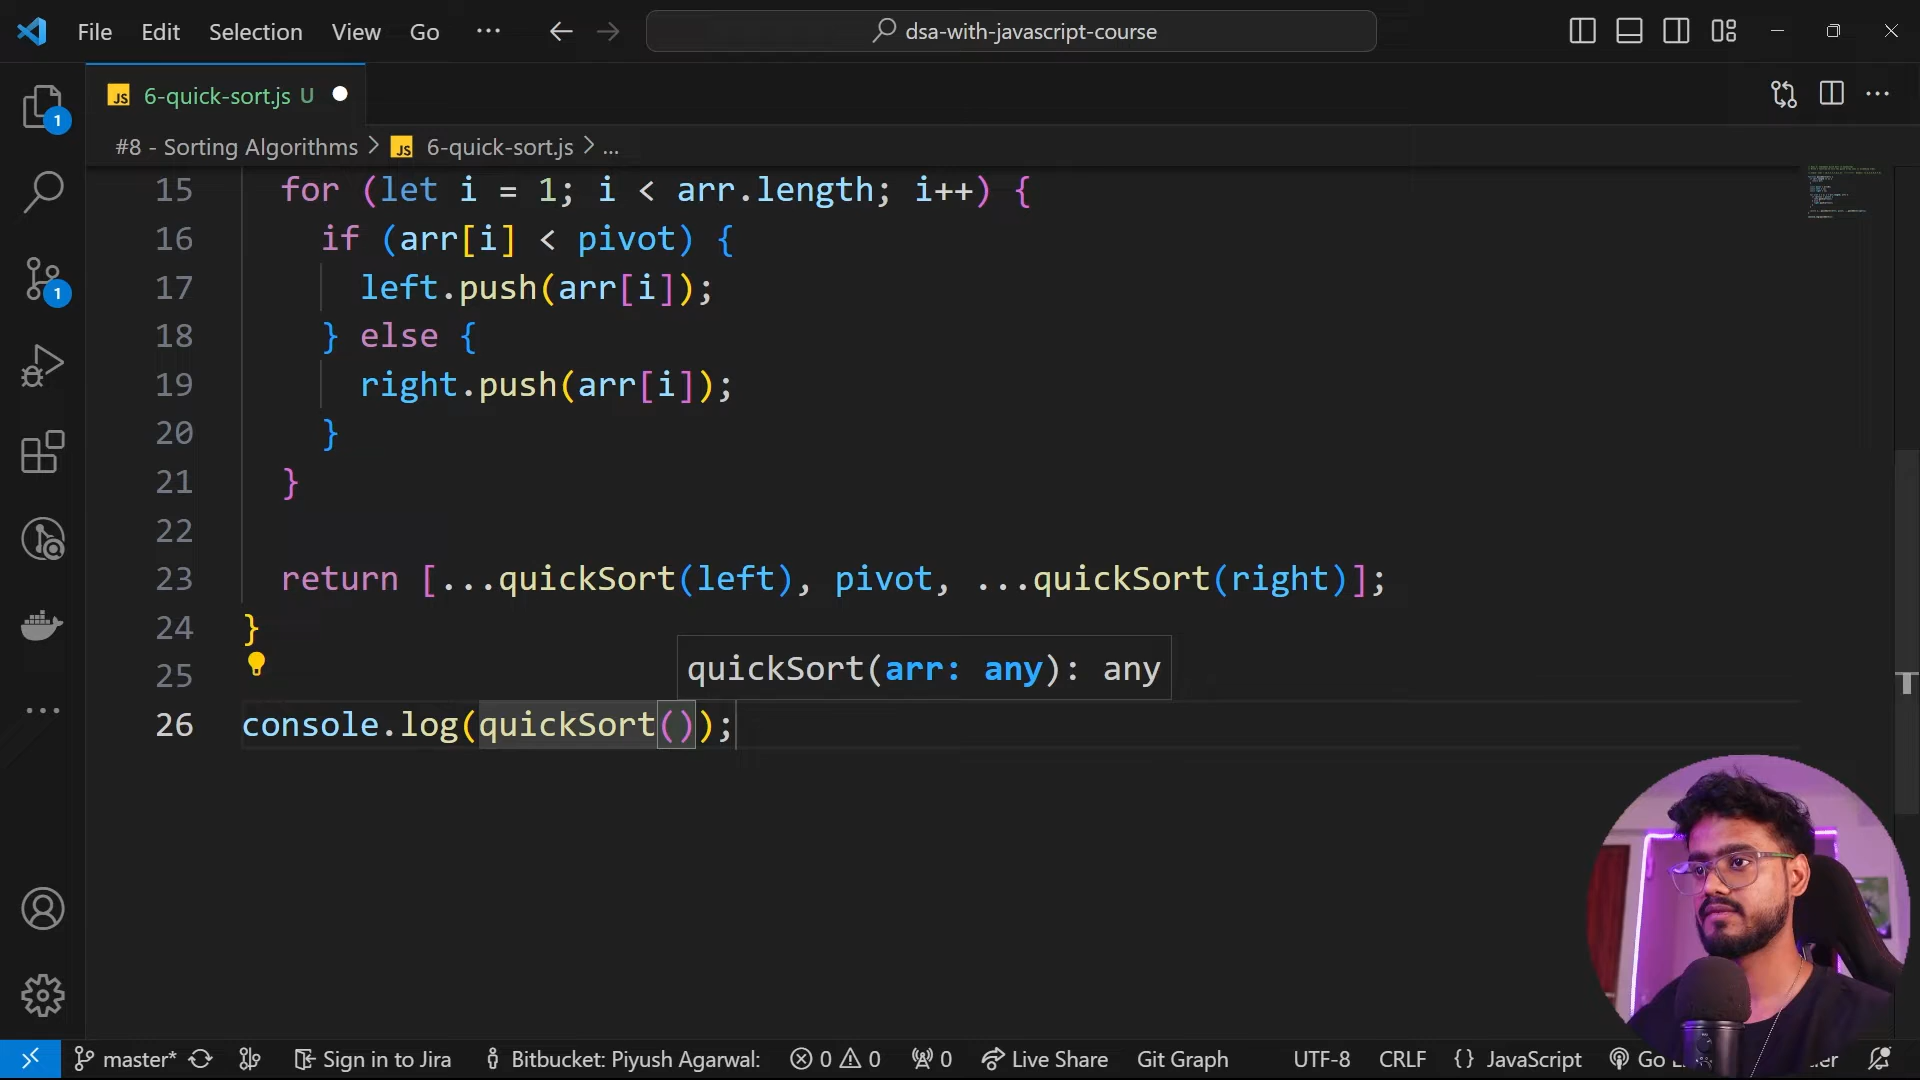 File Edit Selection View Go ... dsa-with-javascript-course
JS 6-quick-sort.js U
#8 - Sorting Algorithms > JS 6-quick-sort.js > ...
15 for (let i = 1; i < arr.length; i++) {
16 if (arr[i] < pivot) {
17 left.push(arr[i]);
18 } else {
19 right.push(arr[i]);
20 }
21 }
22
23 return [...quickSort(left), pivot, ...quickSort(right)];
24 }
quickSort(arr: any): any
25
26 console.log(quickSort());
1
1
master* Sign in to Jira Bitbucket: Piyush Agarwal: 0 0 0 Live Share Git Graph UTF-8 CRLF {} JavaScript Go